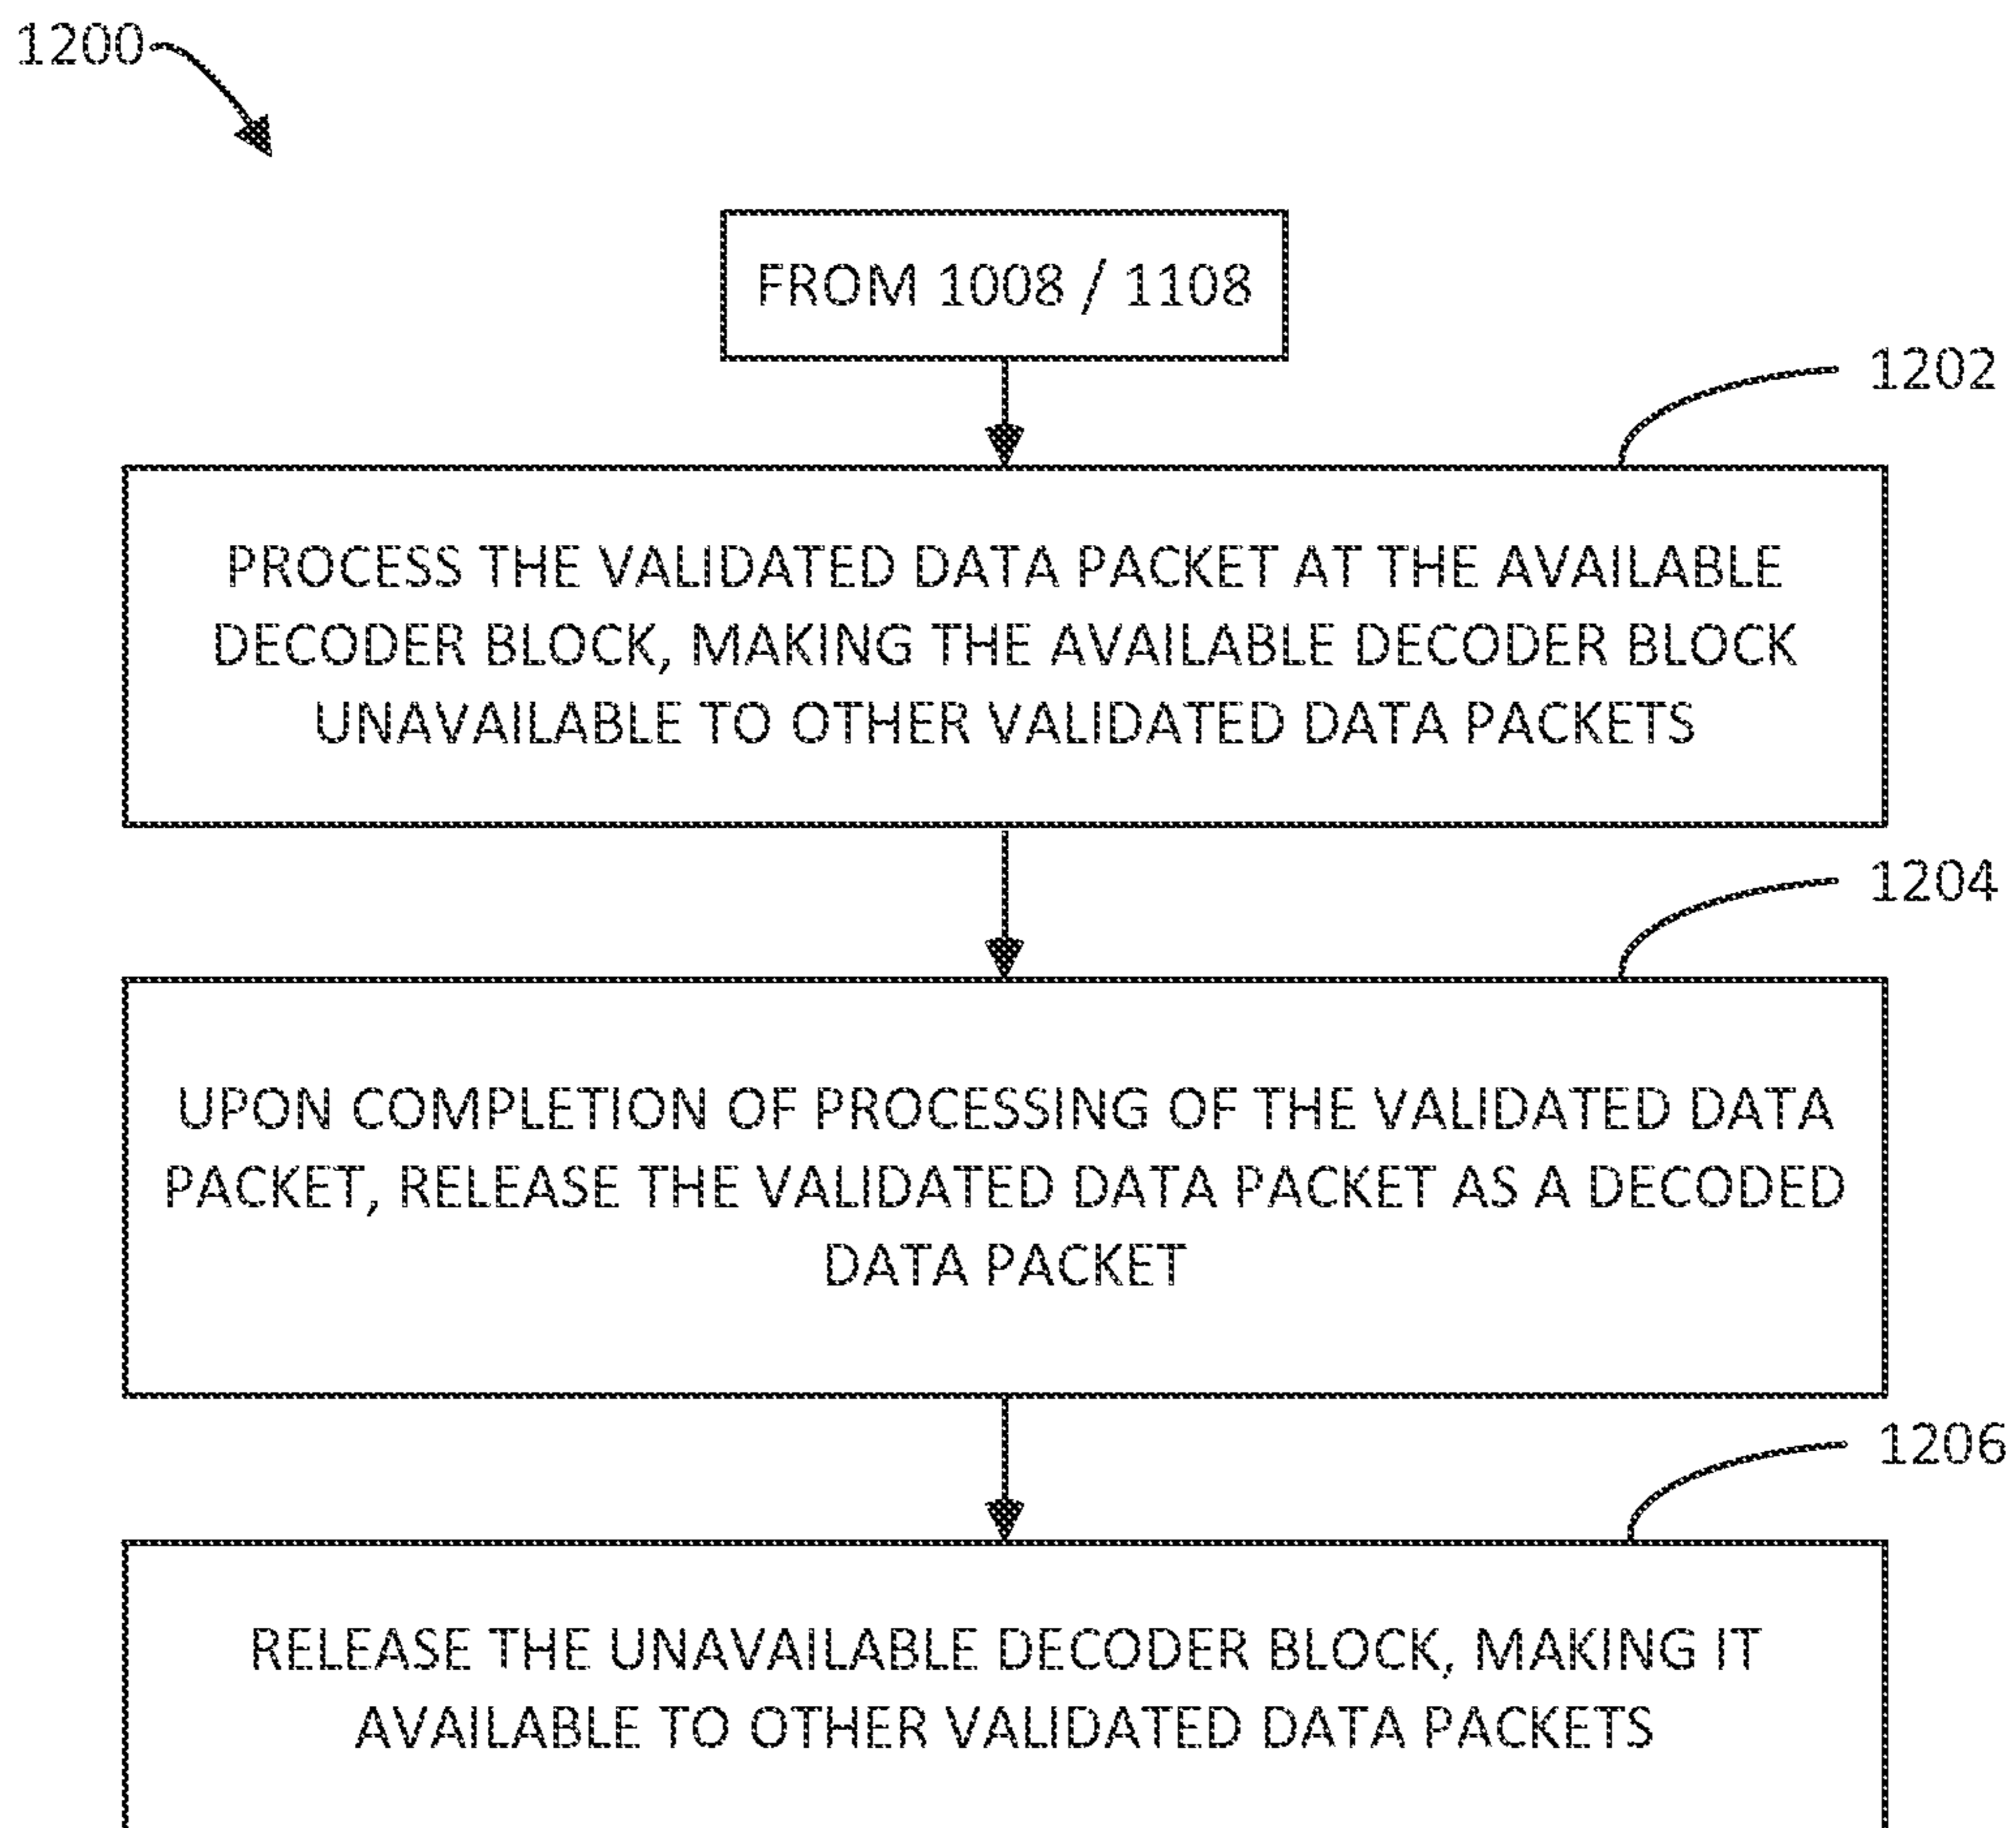 1200
FROM 1008 / 1108
1202
PROCESS THE VALIDATED DATA PACKET AT THE AVAILABLE
DECODER BLOCK, MAKING THE AVAILABLE DECODER BLOCK
UNAVAILABLE TO OTHER VALIDATED DATA PACKETS
1204
UPON COMPLETION OF PROCESSING OF THE VALIDATED DATA
PACKET, RELEASE THE VALIDATED DATA PACKET AS A DECODED
DATA PACKET
1206
RELEASE THE UNAVAILABLE DECODER BLOCK, MAKING IT
AVAILABLE TO OTHER VALIDATED DATA PACKETS